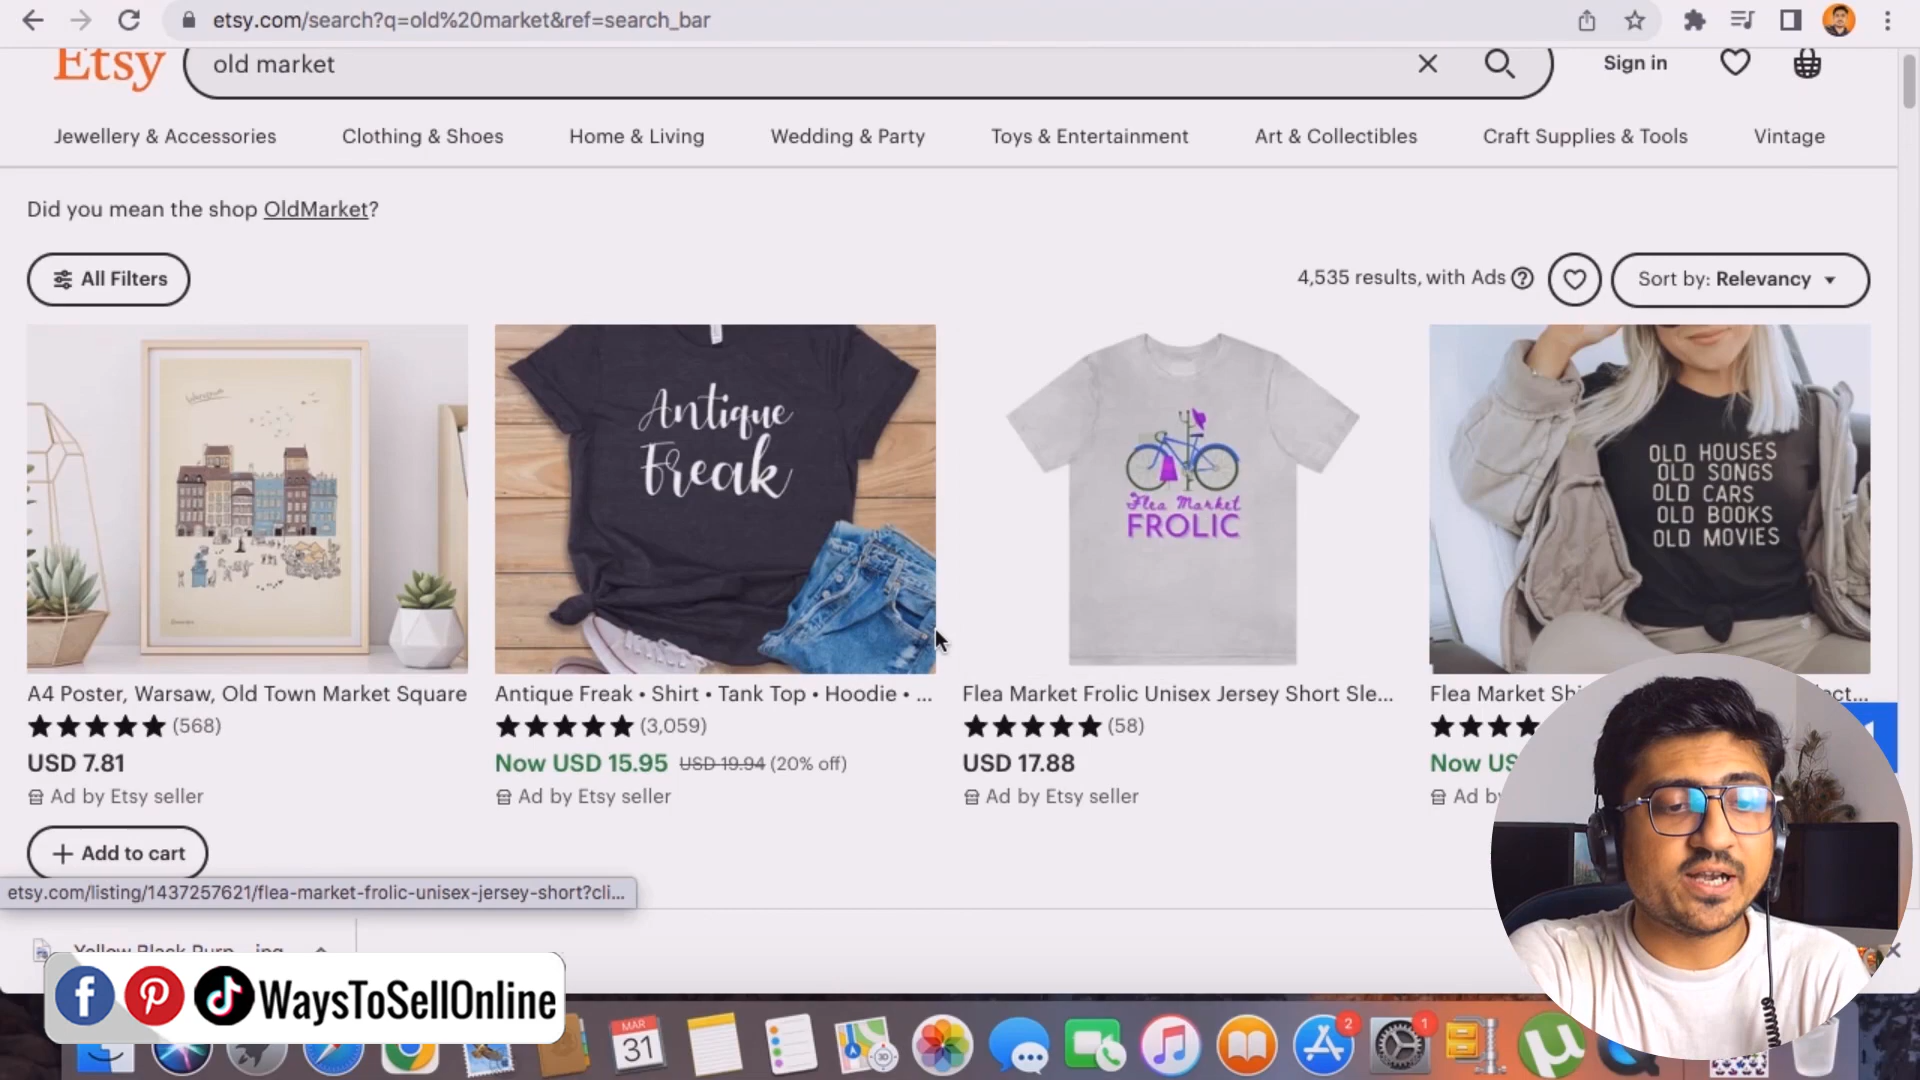 etsy.com/search?q=old%20market&ref=search_bar
Etsy
old market
Sign in
Jewellery & Accessories
Clothing & Shoes
Home & Living
Wedding & Party
Toys & Entertainment
Art & Collectibles
Craft Supplies & Tools
Vintage
Did you mean the shop OldMarket?
All Filters
4,535 results, with Ads
Sort by: Relevancy
Antique
Freak
Flea Market
FROLIC
OLD HOUSES
OLD SONGS
OLD CARS
OLD BOOKS
OLD MOVIES
A4 Poster, Warsaw, Old Town Market Square
(568)
USD 7.81
Ad by Etsy seller
Add to cart
Antique Freak • Shirt • Tank Top • Hoodie • ...
(3,059)
Now USD 15.95 USD 19.94 (20% off)
Ad by Etsy seller
Flea Market Frolic Unisex Jersey Short Sle...
(58)
USD 17.88
Ad by Etsy seller
Flea Market
Now
Ad
etsy.com/listing/1437257621/flea-market-frolic-unisex-jersey-short?cli...
WaysToSellOnline
MAR
31
3D
2
1